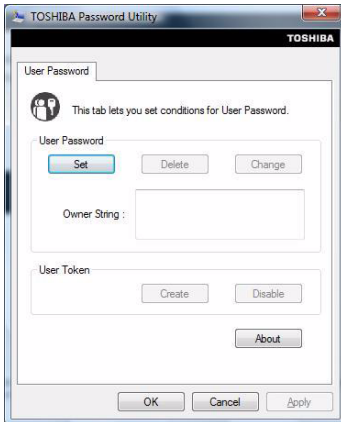 TOSHIBA Password Utility
TOSHIBA
User Password
This tab lets you set conditions for User Password.
User Password
Set Delete Change
Owner String :
User Token
Create Disable
About
OK Cancel Apply